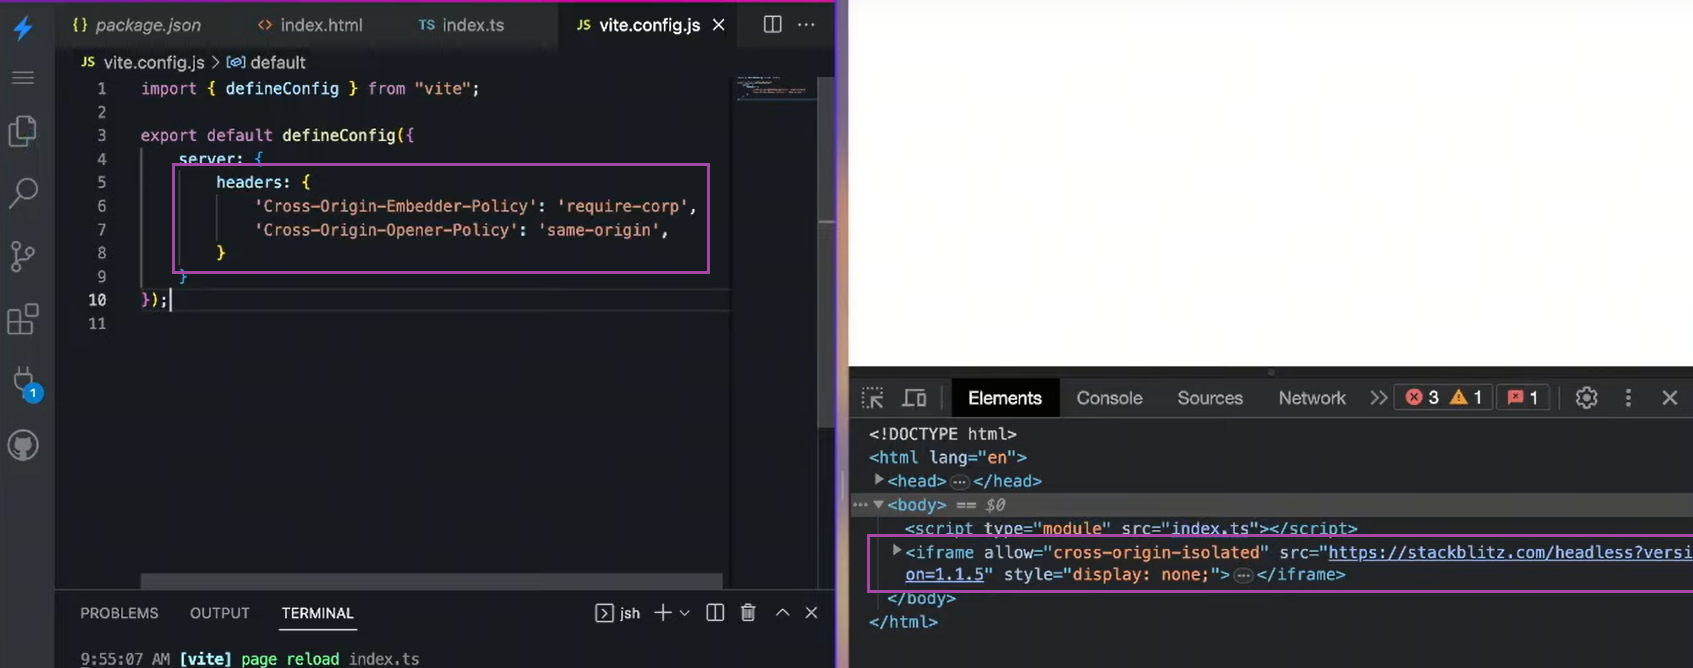 {} package.json
<> index.html
TS index.ts
JS vite.config.js
JS vite.config.js > default
1 import { defineConfig } from "vite";
2
3 export default defineConfig({
4 server: {
5 headers: {
6 'Cross-Origin-Embedder-Policy': 'require-corp',
7 'Cross-Origin-Opener-Policy': 'same-origin',
8 }
9 }
10 });
11
1
PROBLEMS OUTPUT TERMINAL
jsh
9:55:07 AM [vite] page reload index.ts
Elements Console Sources Network >> 3 1 1
<!DOCTYPE html>
<html lang="en">
<head> … </head>
<body> == $0
<script type="module" src="index.ts"></script>
<iframe allow="cross-origin-isolated" src="https://stackblitz.com/headless?versi
on=1.1.5" style="display: none;"> … </iframe>
</body>
</html>